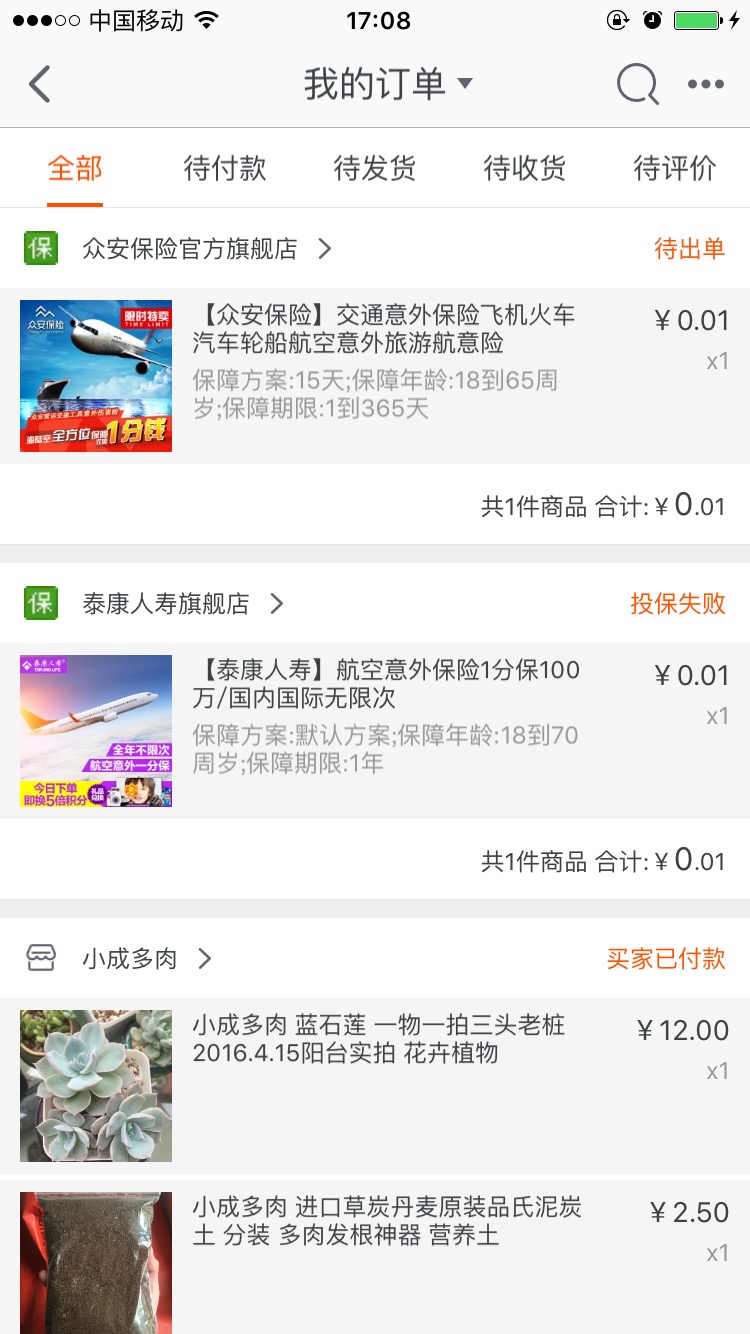 中国移动 17:08
我的订单
全部 待付款 待发货 待收货 待评价
保 众安保险官方旗舰店 待出单
众安保险
限时特卖
TIME LIMIT
海陆空全方位保障仅需1分钱
【众安保险】交通意外保险飞机火车 ¥ 0.01
汽车轮船航空意外旅游航意险
x1
保障方案:15天;保障年龄:18到65周
岁;保障期限:1到365天
共1件商品 合计: ¥ 0.01
保 泰康人寿旗舰店 投保失败
泰康人寿
全年不限次
航空意外一分保
今日下单
即换5倍积分
礼品
兑换
【泰康人寿】航空意外保险1分保100 ¥ 0.01
万/国内国际无限次
x1
保障方案:默认方案;保障年龄:18到70
周岁;保障期限:1年
共1件商品 合计: ¥ 0.01
小成多肉 买家已付款
小成多肉 蓝石莲 一物一拍三头老桩 ¥ 12.00
2016.4.15阳台实拍 花卉植物
x1
小成多肉 进口草炭丹麦原装品氏泥炭 ¥ 2.50
土 分装 多肉发根神器 营养土
x1